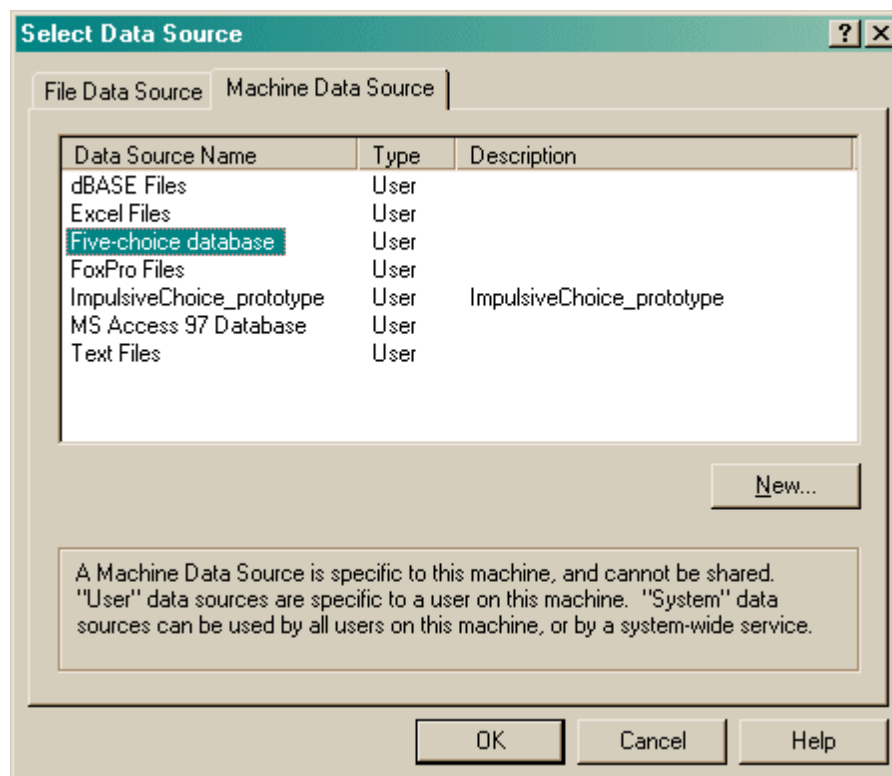 Select Data Source
? X
File Data Source Machine Data Source
Data Source Name Type Description
dBASE Files User
Excel Files User
Five-choice database User
FoxPro Files User
ImpulsiveChoice_prototype User ImpulsiveChoice_prototype
MS Access 97 Database User
Text Files User
New...
A Machine Data Source is specific to this machine, and cannot be shared.
"User" data sources are specific to a user on this machine. "System" data
sources can be used by all users on this machine, or by a system-wide service.
OK Cancel Help